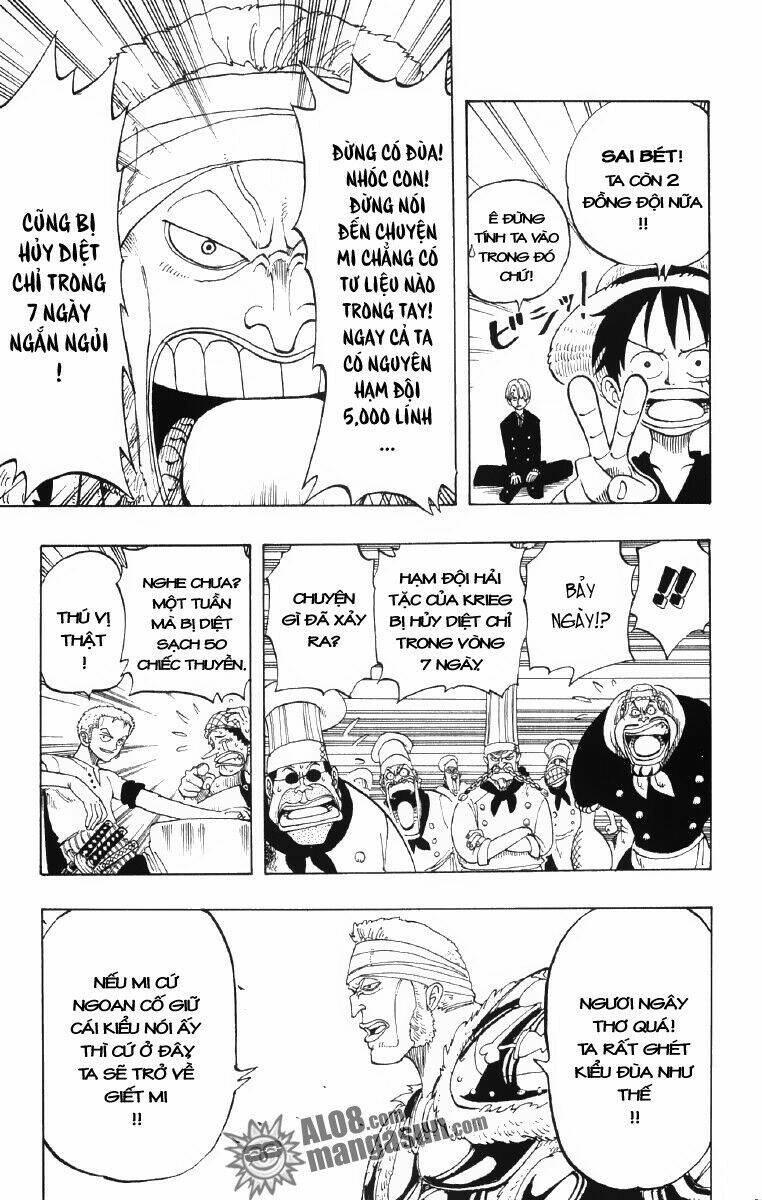 SAI BÉT!
TA CÒN 2
ĐỒNG ĐỘI NỮA
!!
Ê ĐỪNG
TÍNH TA VÀO
TRONG ĐÓ
CHỨ!
ビシッ!
ĐỪNG CÓ ĐÙA!
NHÓC CON!
ĐỪNG NÓI
ĐẾN CHUYỆN
MI CHẲNG CÓ
TƯ LIỆU NÀO
TRONG TAY!
NGAY CẢ TA
CÓ NGUYÊN
HẠM ĐỘI
5,000 LÍNH
...
CŨNG BỊ
HỦY DIỆT
CHỈ TRONG
7 NGÀY
NGẮN NGỦI
!
!!
BẢY
NGÀY!?
HẠM ĐỘI HẢI
TẶC CỦA KRIEG
BỊ HỦY DIỆT CHỈ
TRONG VÒNG
7 NGÀY.
CHUYỆN
GÌ ĐÃ XẢY
RA?
NGHE CHƯA?
MỘT TUẦN
MÀ BỊ DIỆT
SẠCH 50
CHIẾC THUYỀN.
THÚ VỊ
THẬT
!
NGƯƠI NGÂY
THƠ QUÁ!
TA RẤT GHÉT
KIỂU ĐÙA NHƯ
THẾ
!!
NẾU MI CỨ
NGOAN CỐ GIỮ
CÁI KIỂU NÓI ẤY
THÌ CỨ Ở ĐÂY,
TA SẼ TRỞ VỀ
GIẾT MI
!!
ALO8.com
mangasun.com